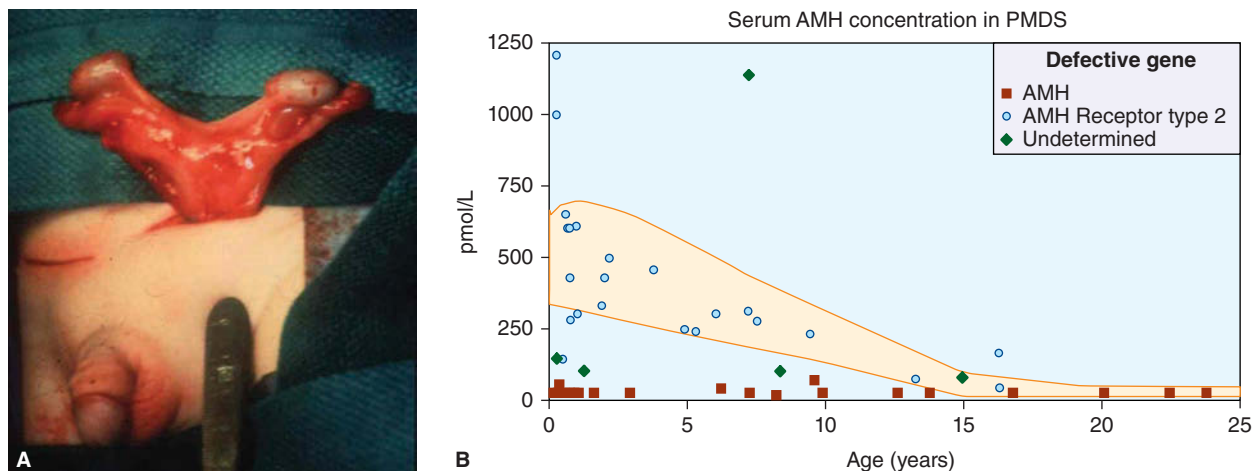 A
B
Serum AMH concentration in PMDS
pmol/L
1250
1000
750
500
250
0
0
5
10
15
20
25
Age (years)
Defective gene
AMH
AMH Receptor type 2
Undetermined